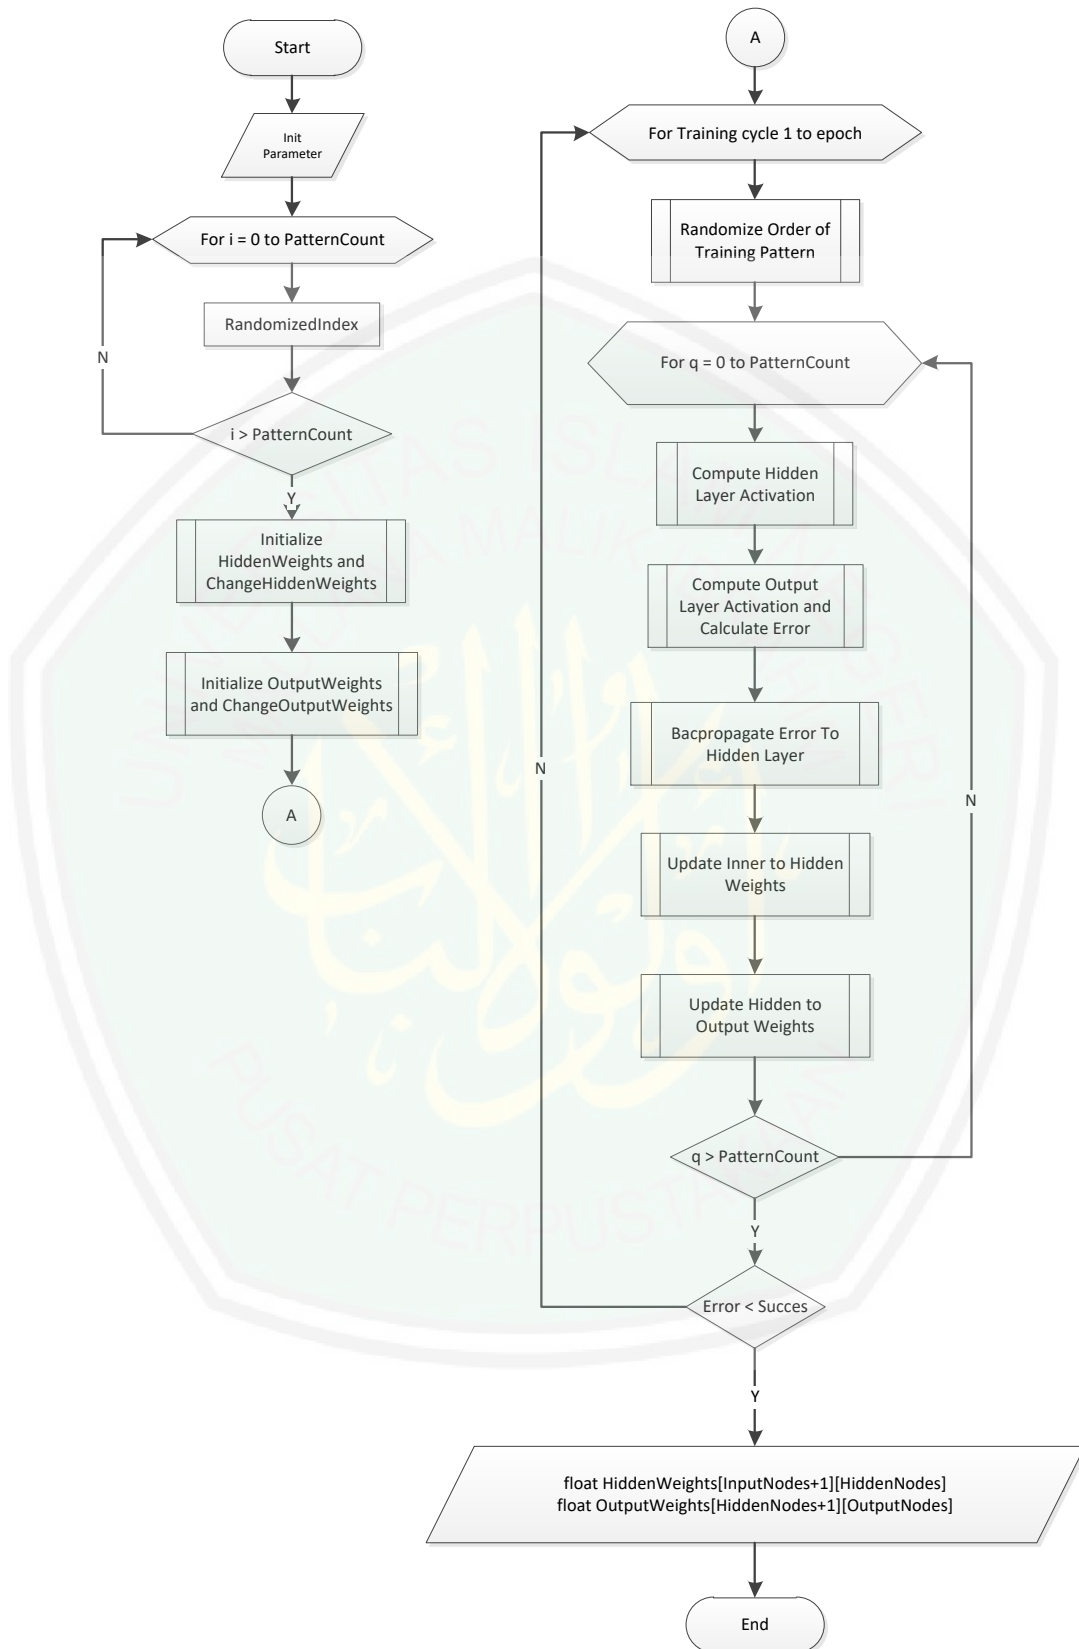 Start
Init
Parameter
For i = 0 to PatternCount
RandomizedIndex
N
i > PatternCount
Y
Initialize
HiddenWeights and
ChangeHiddenWeights
Initialize OutputWeights
and ChangeOutputWeights
A
A
For Training cycle 1 to epoch
Randomize Order of
Training Pattern
For q = 0 to PatternCount
Compute Hidden
Layer Activation
Compute Output
Layer Activation and
Calculate Error
Bacpropagate Error To
Hidden Layer
N
N
Update Inner to Hidden
Weights
Update Hidden to
Output Weights
q > PatternCount
Y
Error < Succes
Y
float HiddenWeights[InputNodes+1][HiddenNodes]
float OutputWeights[HiddenNodes+1][OutputNodes]
End
PUSAT PERPUSTAKAAN